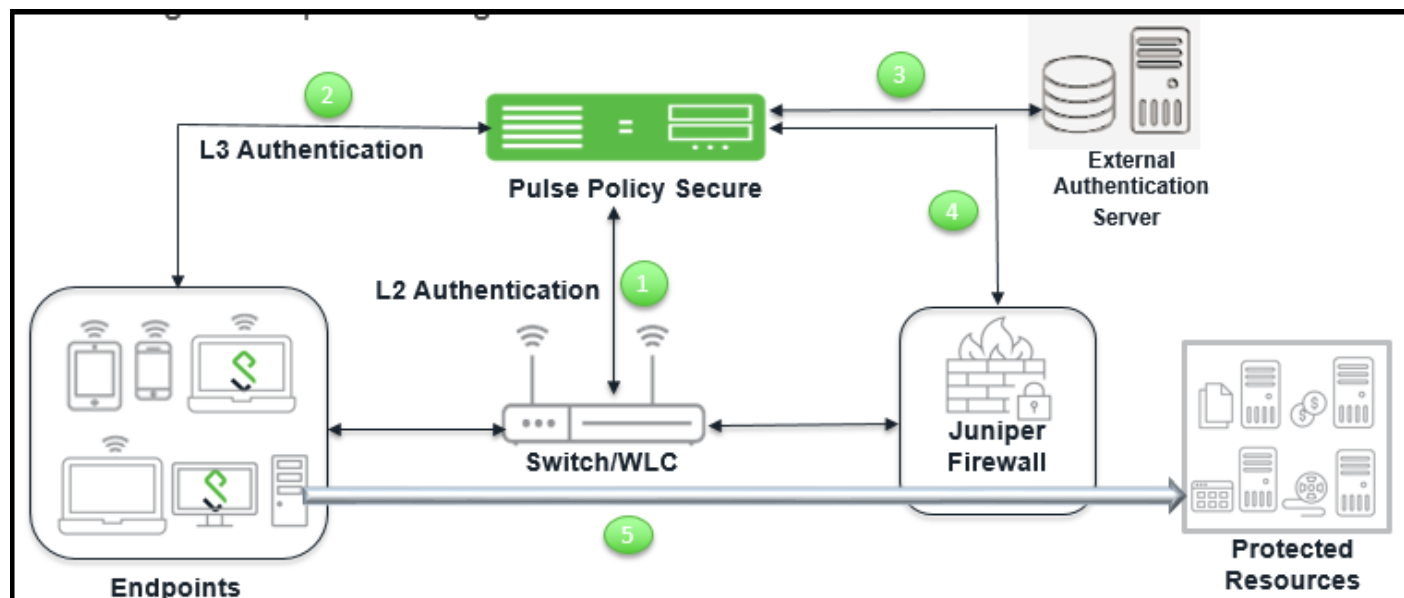 2
3
L3 Authentication
Pulse Policy Secure
External
Authentication
Server
4
L2 Authentication
1
Juniper
Firewall
Switch/WLC
5
Endpoints
Protected
Resources